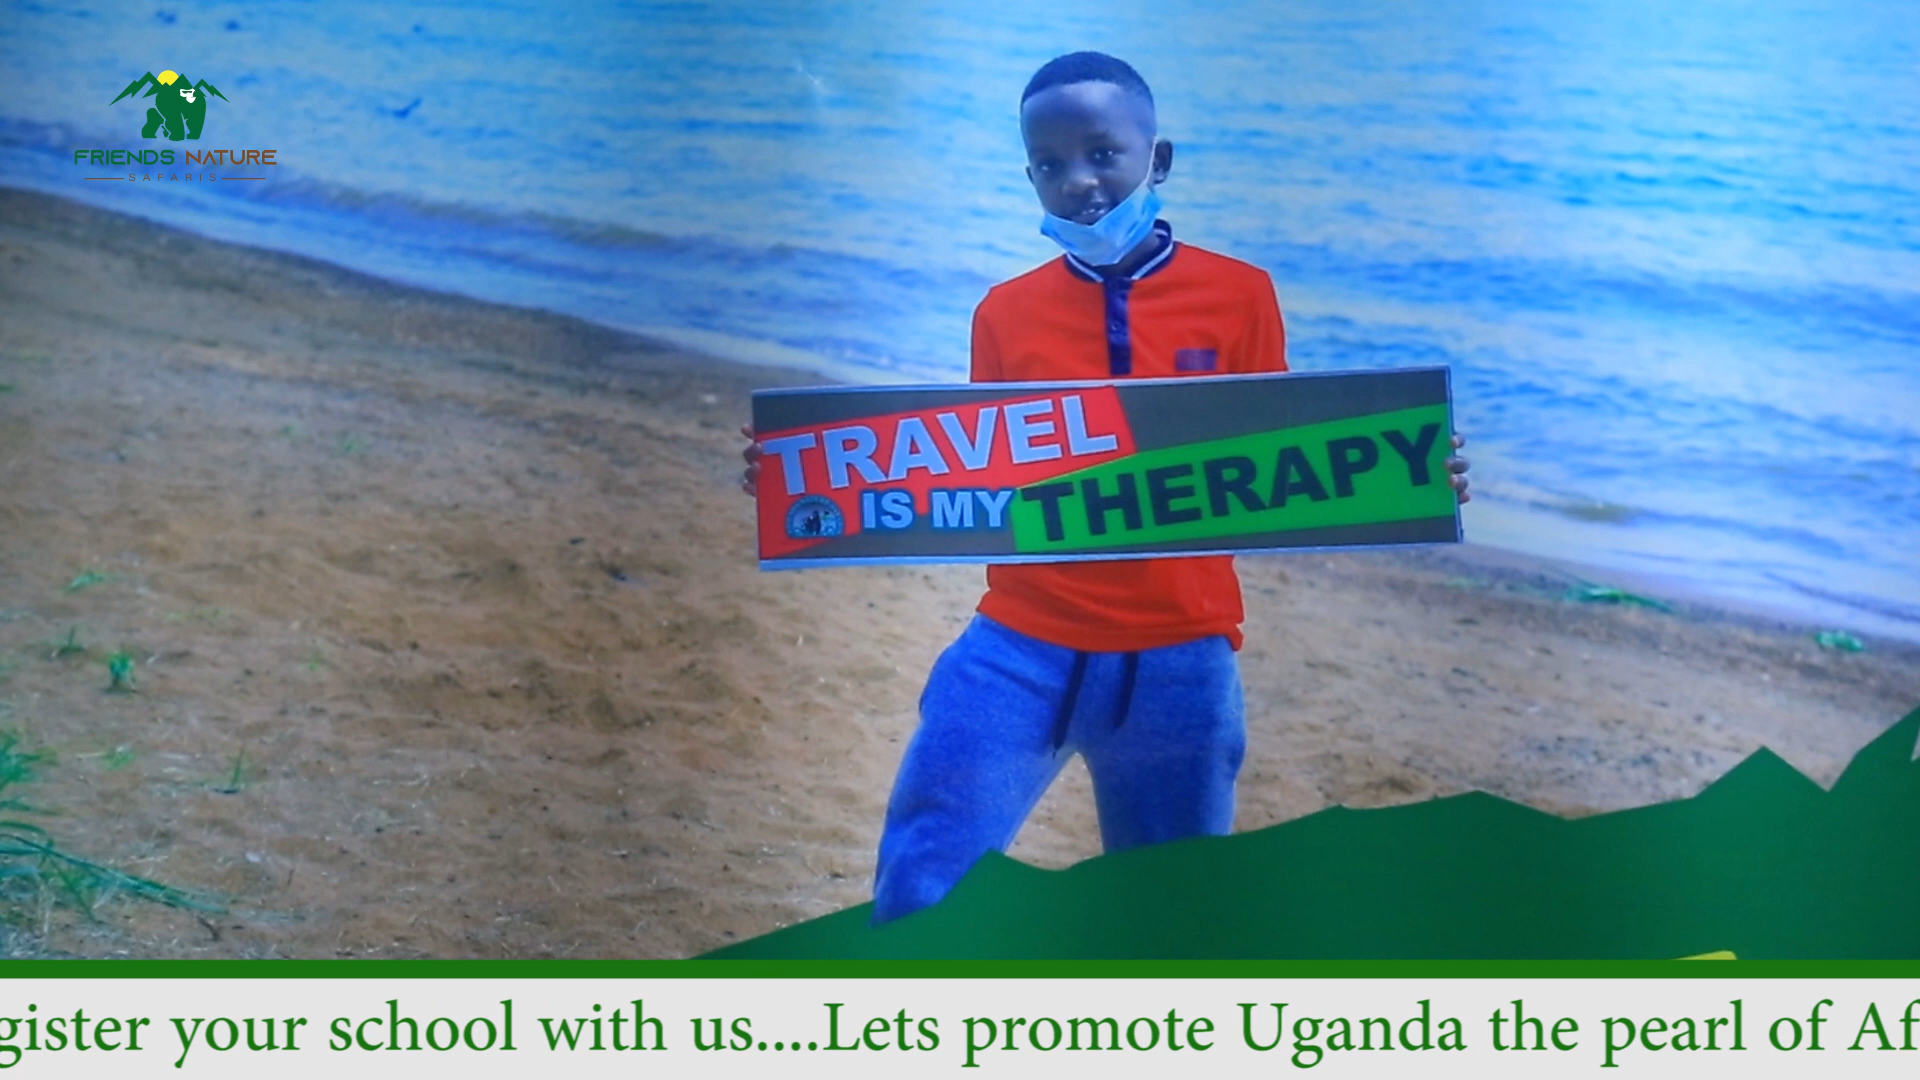 FRIENDS NATURE
SAFARIS
TRAVEL
IS MY THERAPY
gister your school with us....Lets promote Uganda the pearl of Af